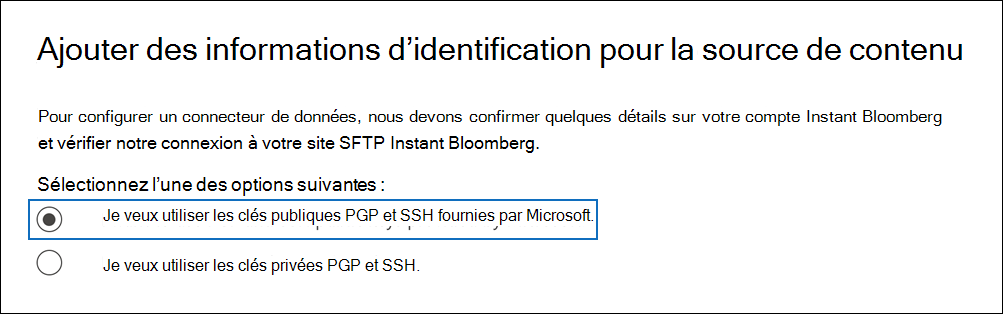 Ajouter des informations d’identification pour la source de contenu
Pour configurer un connecteur de données, nous devons confirmer quelques détails sur votre compte Instant Bloomberg
et vérifier notre connexion à votre site SFTP Instant Bloomberg.
Sélectionnez l’une des options suivantes :
Je veux utiliser les clés publiques PGP et SSH fournies par Microsoft.
Je veux utiliser les clés privées PGP et SSH.